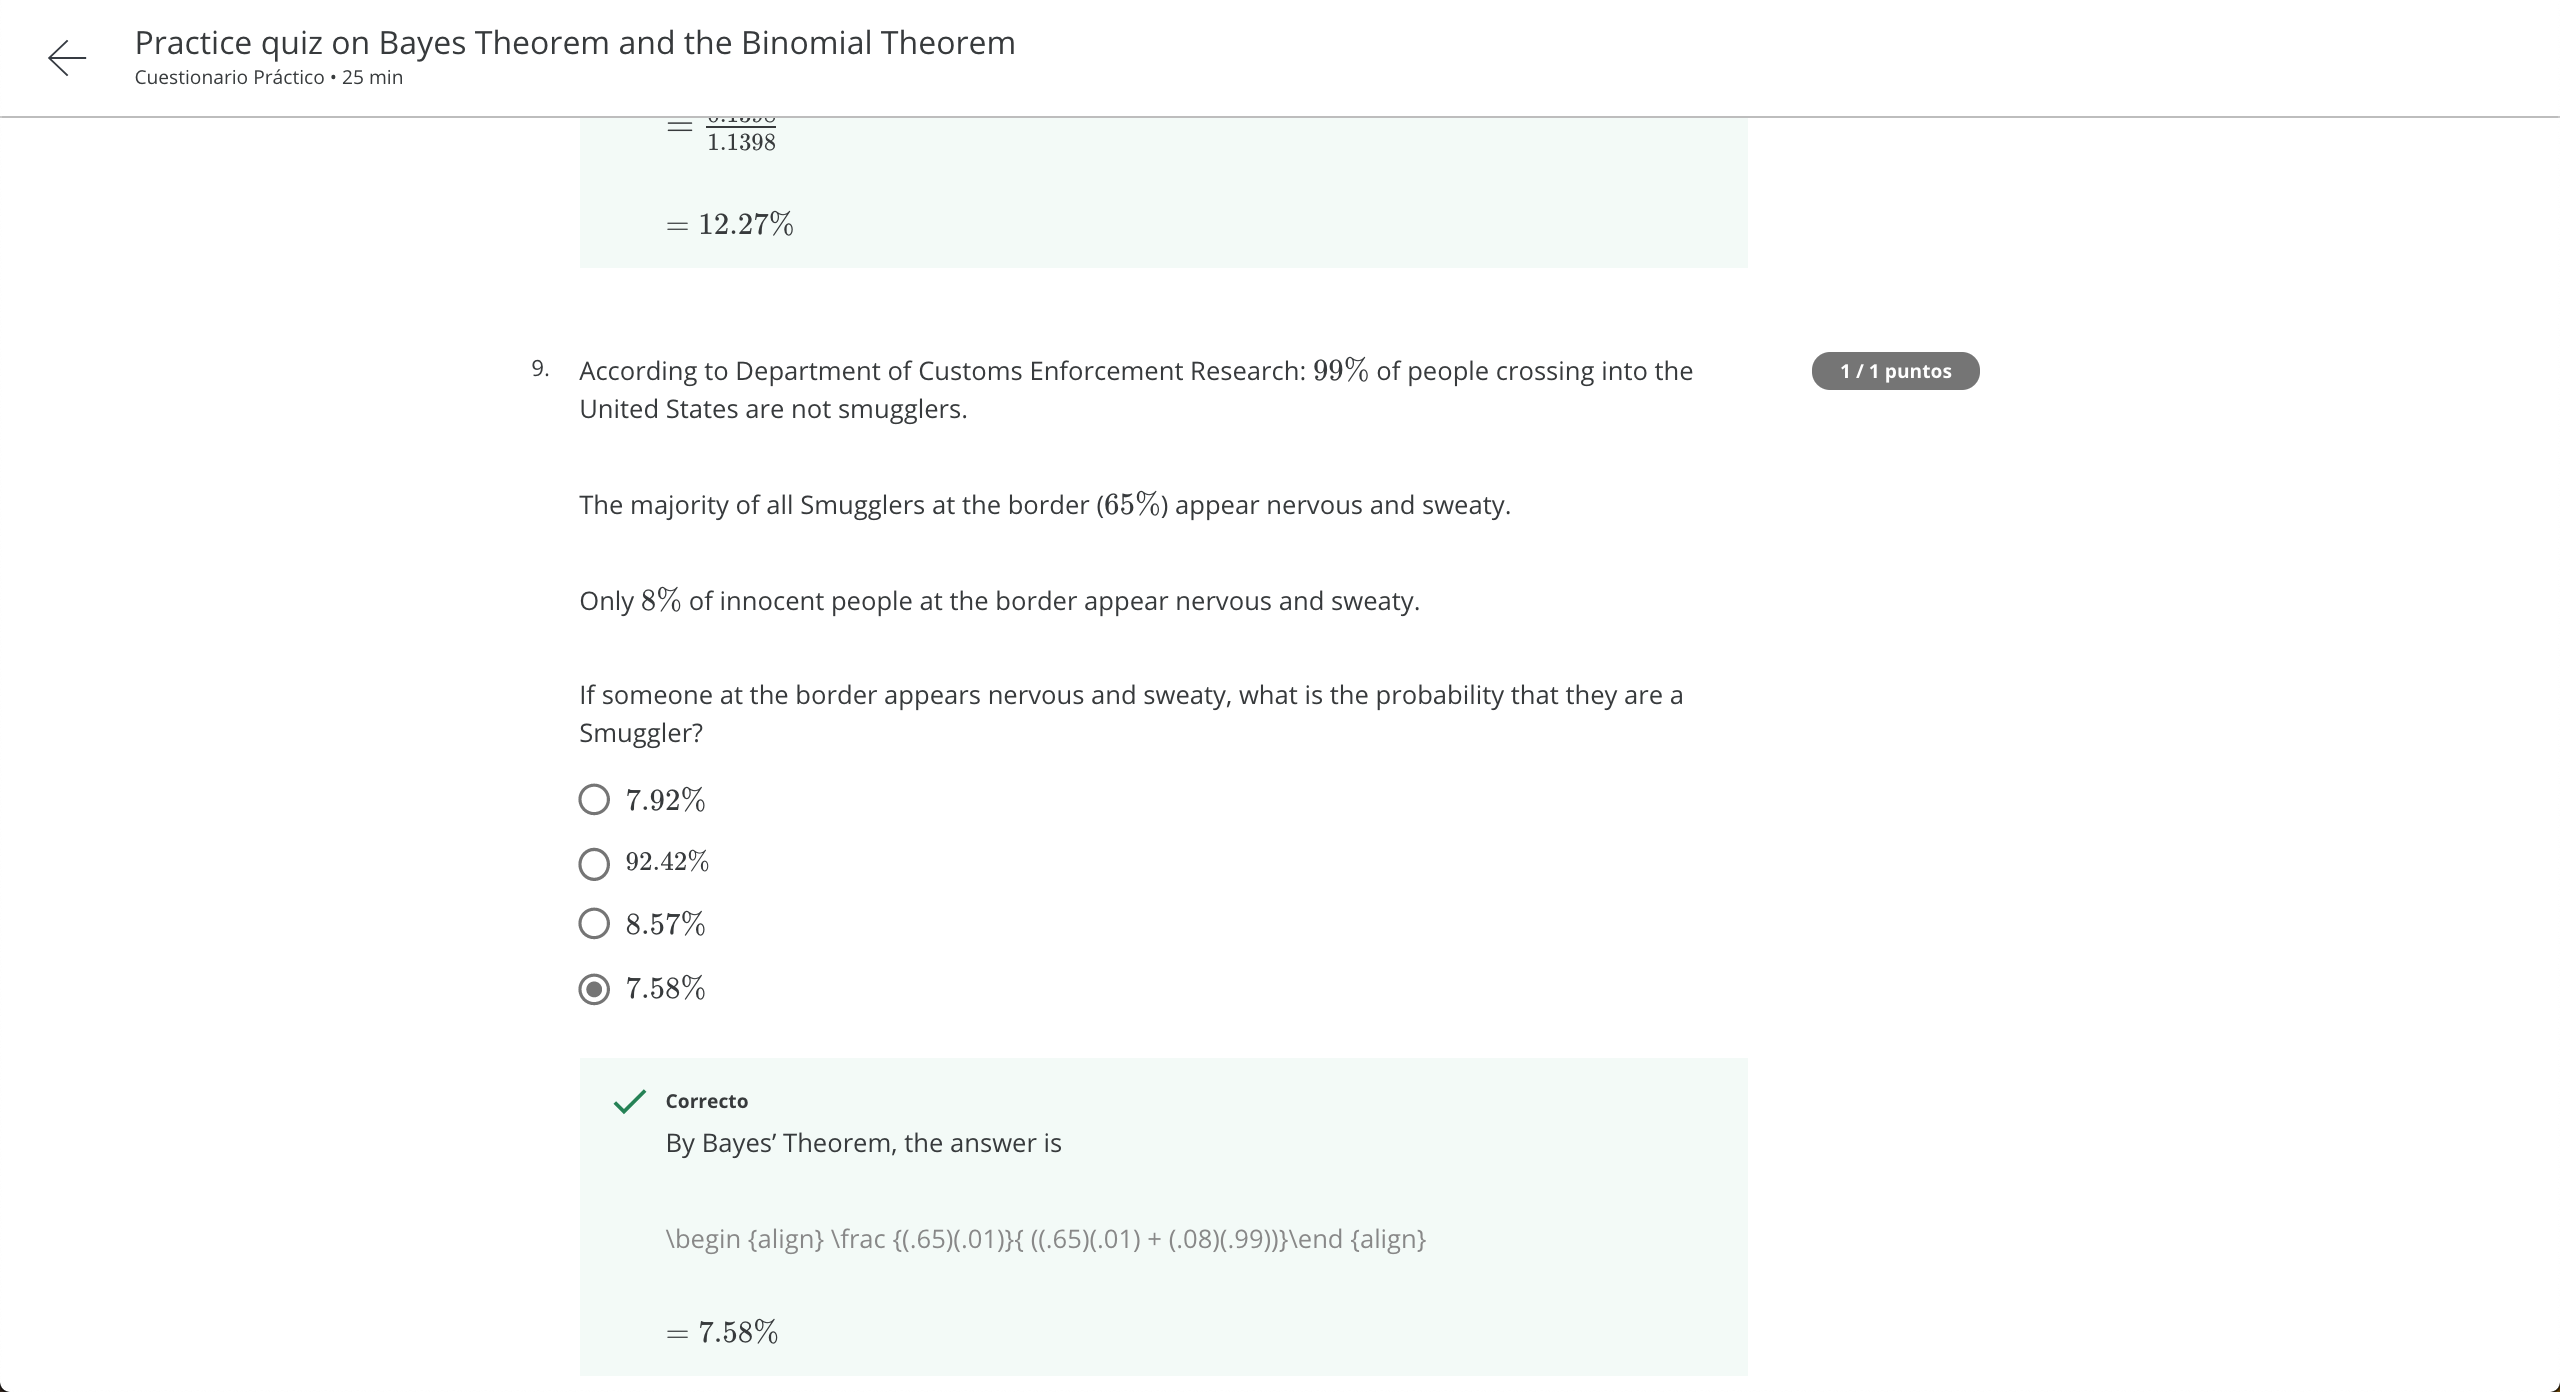 Practice quiz on Bayes Theorem and the Binomial Theorem
Cuestionario Práctico • 25 min
= 0.1398/1.1398
= 12.27%
9. According to Department of Customs Enforcement Research: 99% of people crossing into the
1 / 1 puntos
United States are not smugglers.
The majority of all Smugglers at the border (65%) appear nervous and sweaty.
Only 8% of innocent people at the border appear nervous and sweaty.
If someone at the border appears nervous and sweaty, what is the probability that they are a
Smuggler?
7.92%
92.42%
8.57%
7.58%
Correcto
By Bayes’ Theorem, the answer is
\begin {align} \frac {(.65)(.01)}{ ((.65)(.01) + (.08)(.99))}\end {align}
= 7.58%